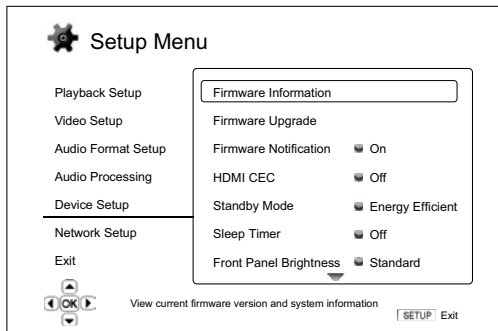 Setup Menu
Playback Setup
Video Setup
Audio Format Setup
Audio Processing
Device Setup
Network Setup
Exit
Firmware Information
Firmware Upgrade
Firmware Notification On
HDMI CEC Off
Standby Mode Energy Efficient
Sleep Timer Off
Front Panel Brightness Standard
OK
View current firmware version and system information
SETUP Exit